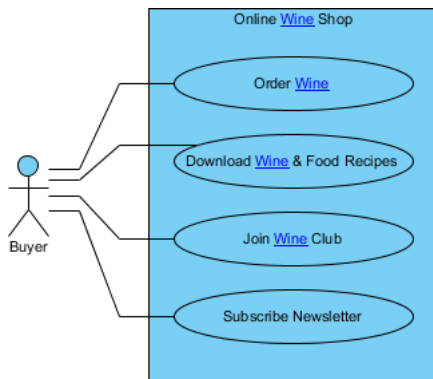 Online Wine Shop
Order Wine
Download Wine & Food Recipes
Join Wine Club
Buyer
Subscribe Newsletter